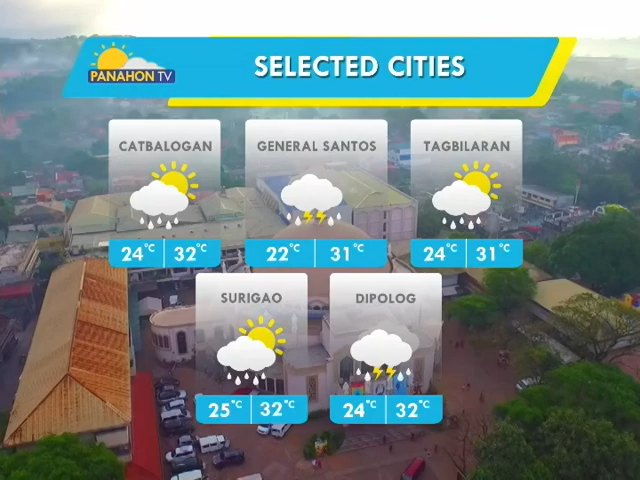 PANAHON TV
SELECTED CITIES
CATBALOGAN
24°C 32°C
GENERAL SANTOS
22°C 31°C
TAGBILARAN
24°C 31°C
SURIGAO
25°C 32°C
DIPOLOG
24°C 32°C